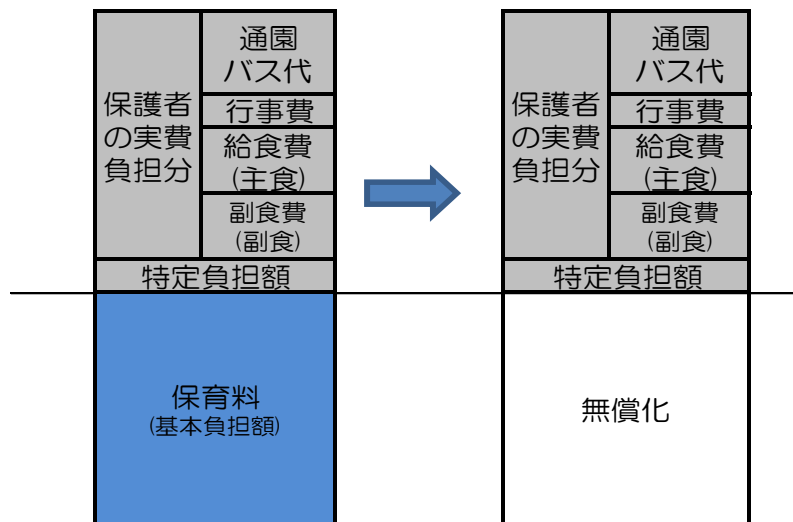 保護者
の実費
負担分
通園
バス代
行事費
給食費
(主食)
副食費
(副食)
特定負担額
保育料
(基本負担額)
保護者
の実費
負担分
通園
バス代
行事費
給食費
(主食)
副食費
(副食)
特定負担額
無償化